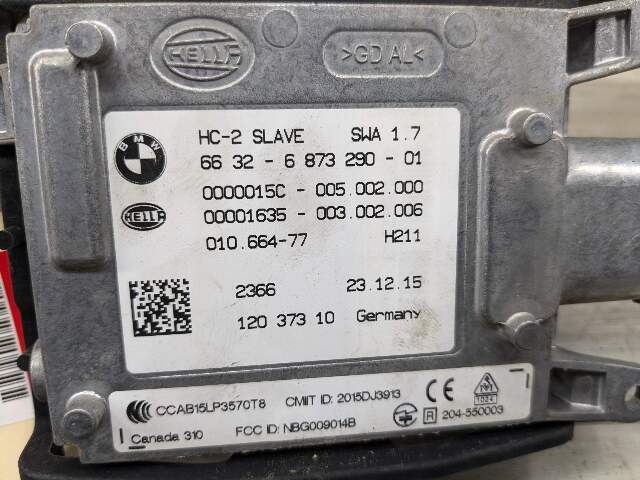 HELLA >GD AL<
BMW HC-2 SLAVE SWA 1.7
66 32 - 6 873 290 - 01
0000015C - 005.002.000
HELLA 00001635 - 003.002.006
010.664-77 H211
2366 23.12.15
120 373 10 Germany
CCAB15LP3570T8 CMIIT ID: 2015DJ3913 CE
R 204-550003
Canada 310 FCC ID: NBG009014B